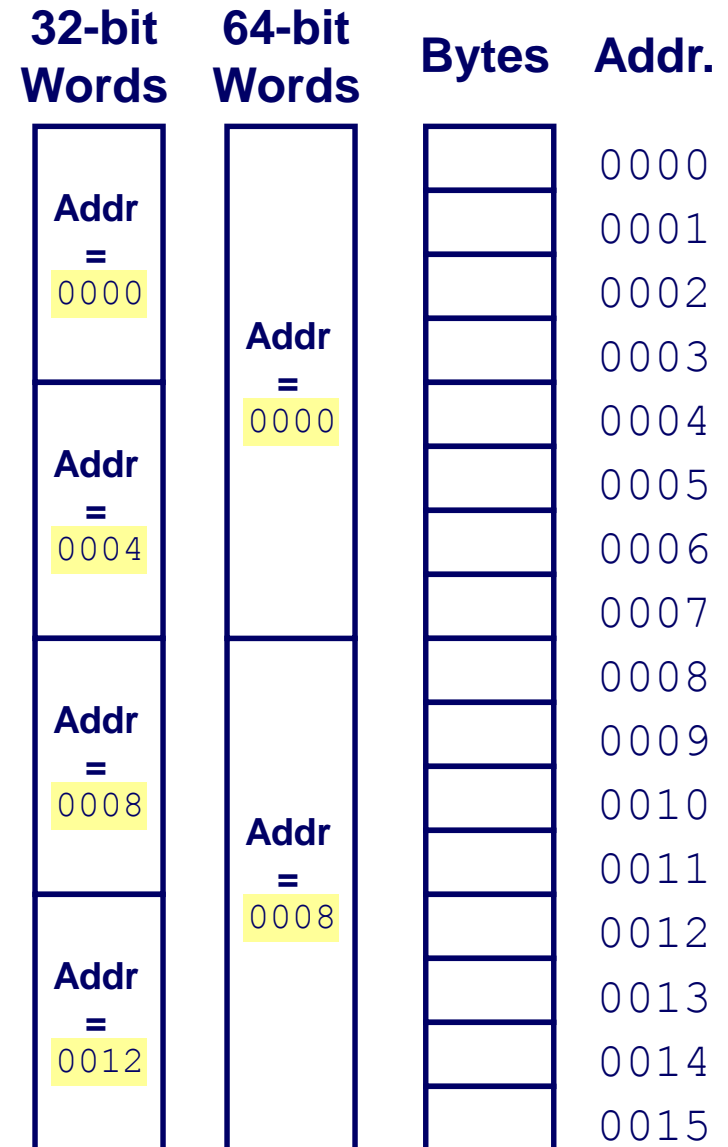 32-bit Words
64-bit Words
Bytes
Addr.
Addr
=
0000
Addr
=
0004
Addr
=
0008
Addr
=
0012
Addr
=
0000
Addr
=
0008
0000
0001
0002
0003
0004
0005
0006
0007
0008
0009
0010
0011
0012
0013
0014
0015